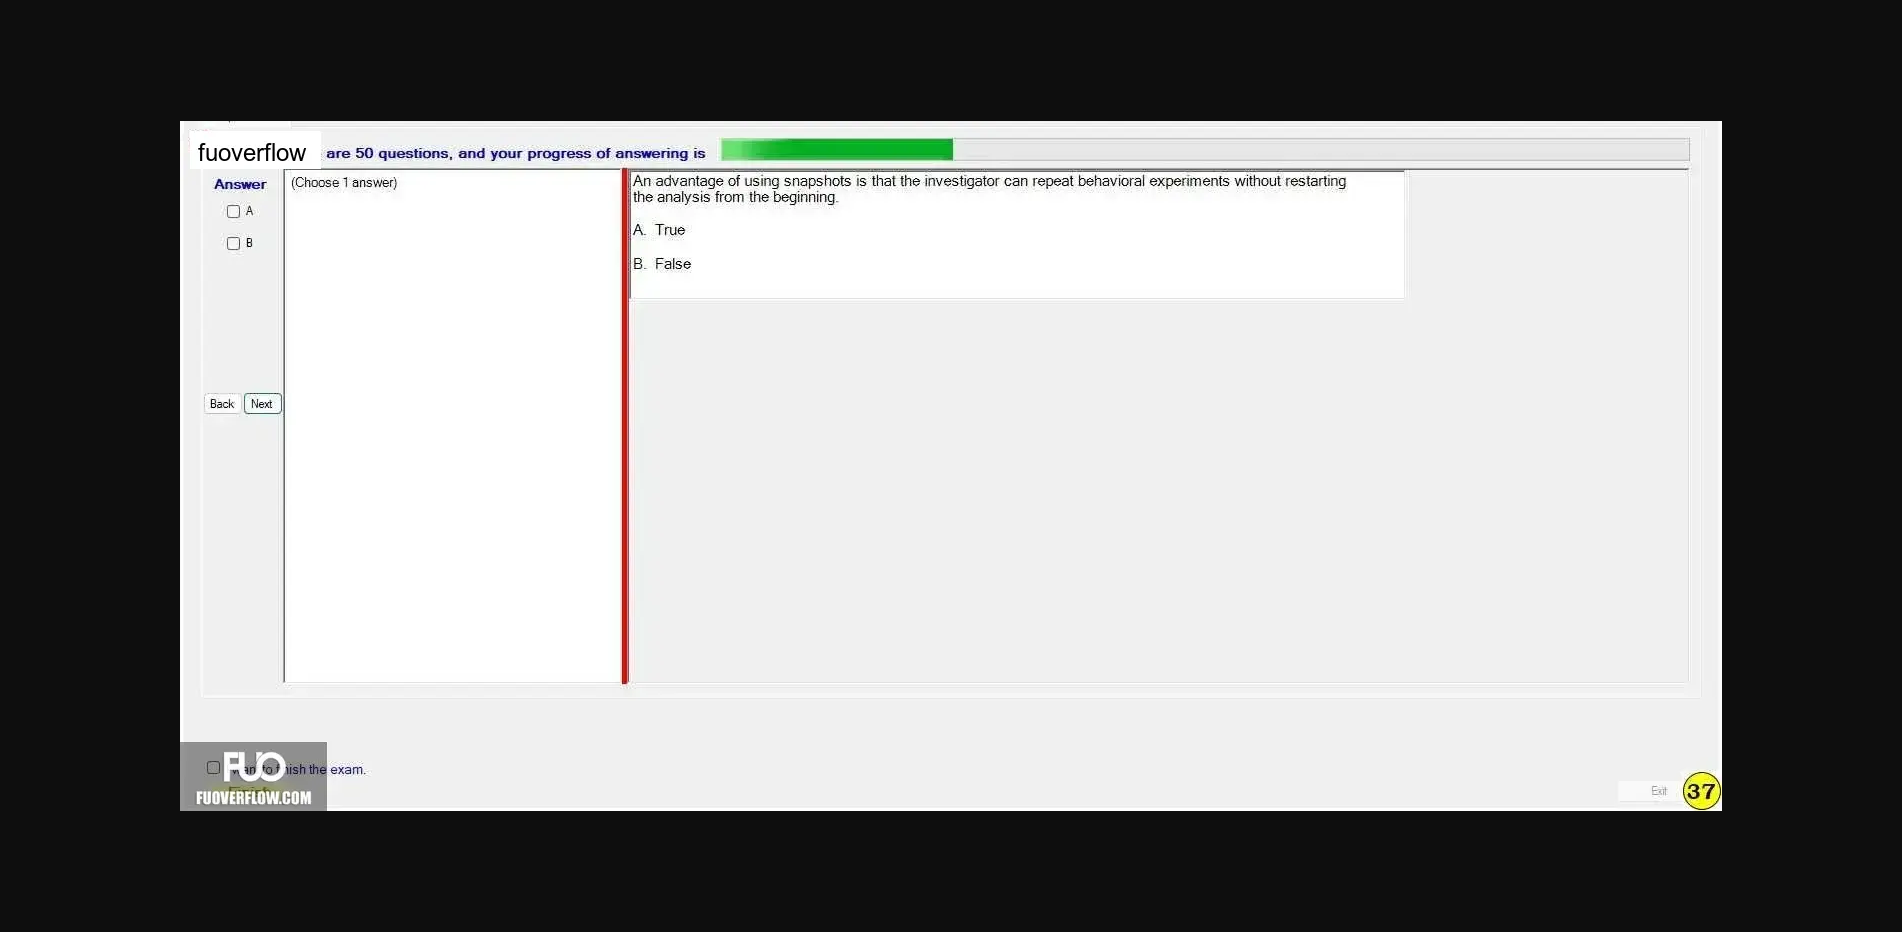 fuoverflow are 50 questions, and your progress of answering is
Answer
(Choose 1 answer)
A
B
Back Next
An advantage of using snapshots is that the investigator can repeat behavioral experiments without restarting
the analysis from the beginning.
A. True
B. False
FUO
to finish the exam.
FUOVERFLOW.COM
Exit
37